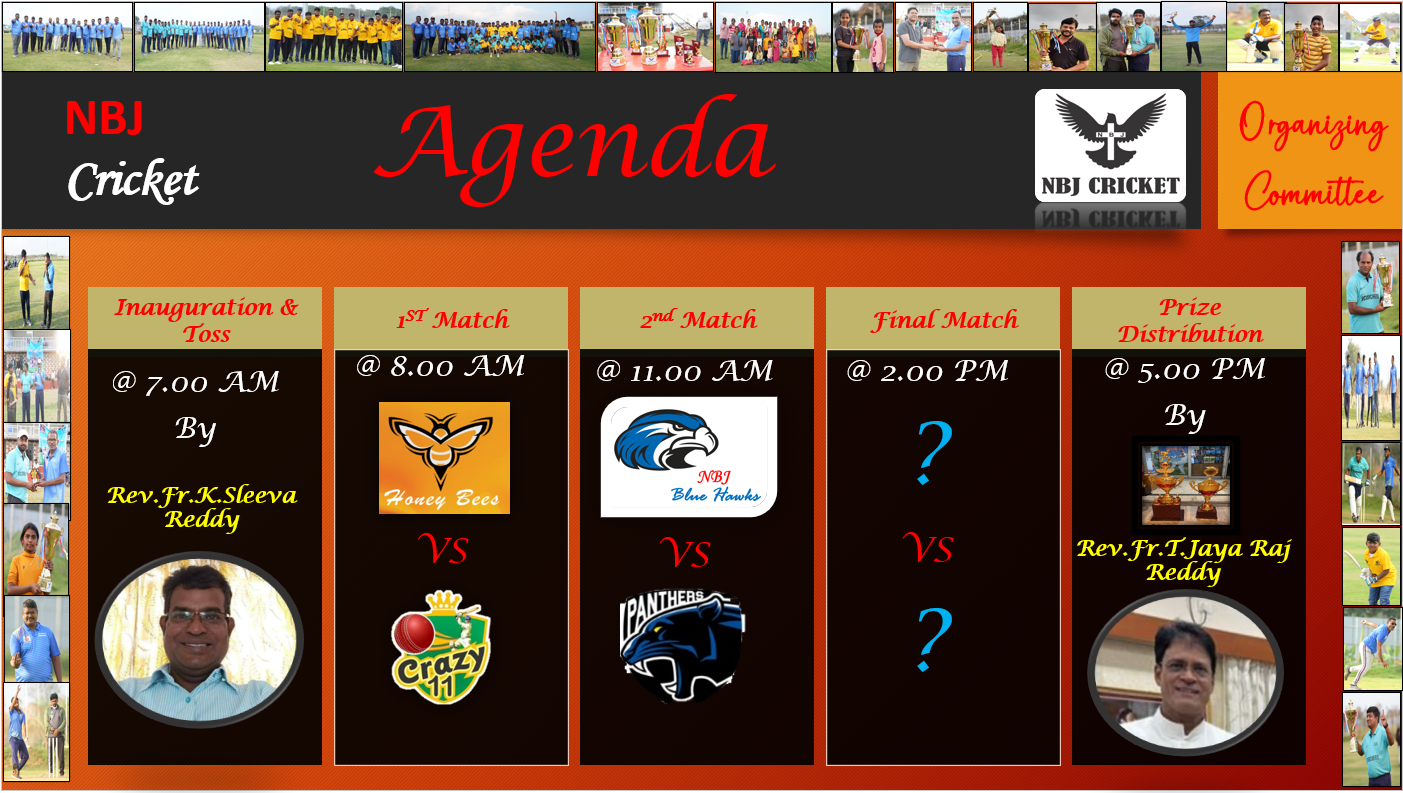 NBJ
Cricket
Agenda
NBJ
NBJ CRICKET
Organizing
Committee
Inauguration &
Toss
@ 7.00 AM
By
Rev.Fr.K.Sleeva
Reddy
1ST Match
@ 8.00 AM
Honey Bees
VS
Crazy
11
2nd Match
@ 11.00 AM
NBJ
Blue Hawks
VS
PANTHERS
Final Match
@ 2.00 PM
?
VS
?
Prize
Distribution
@ 5.00 PM
By
Rev.Fr.T.Jaya Raj
Reddy